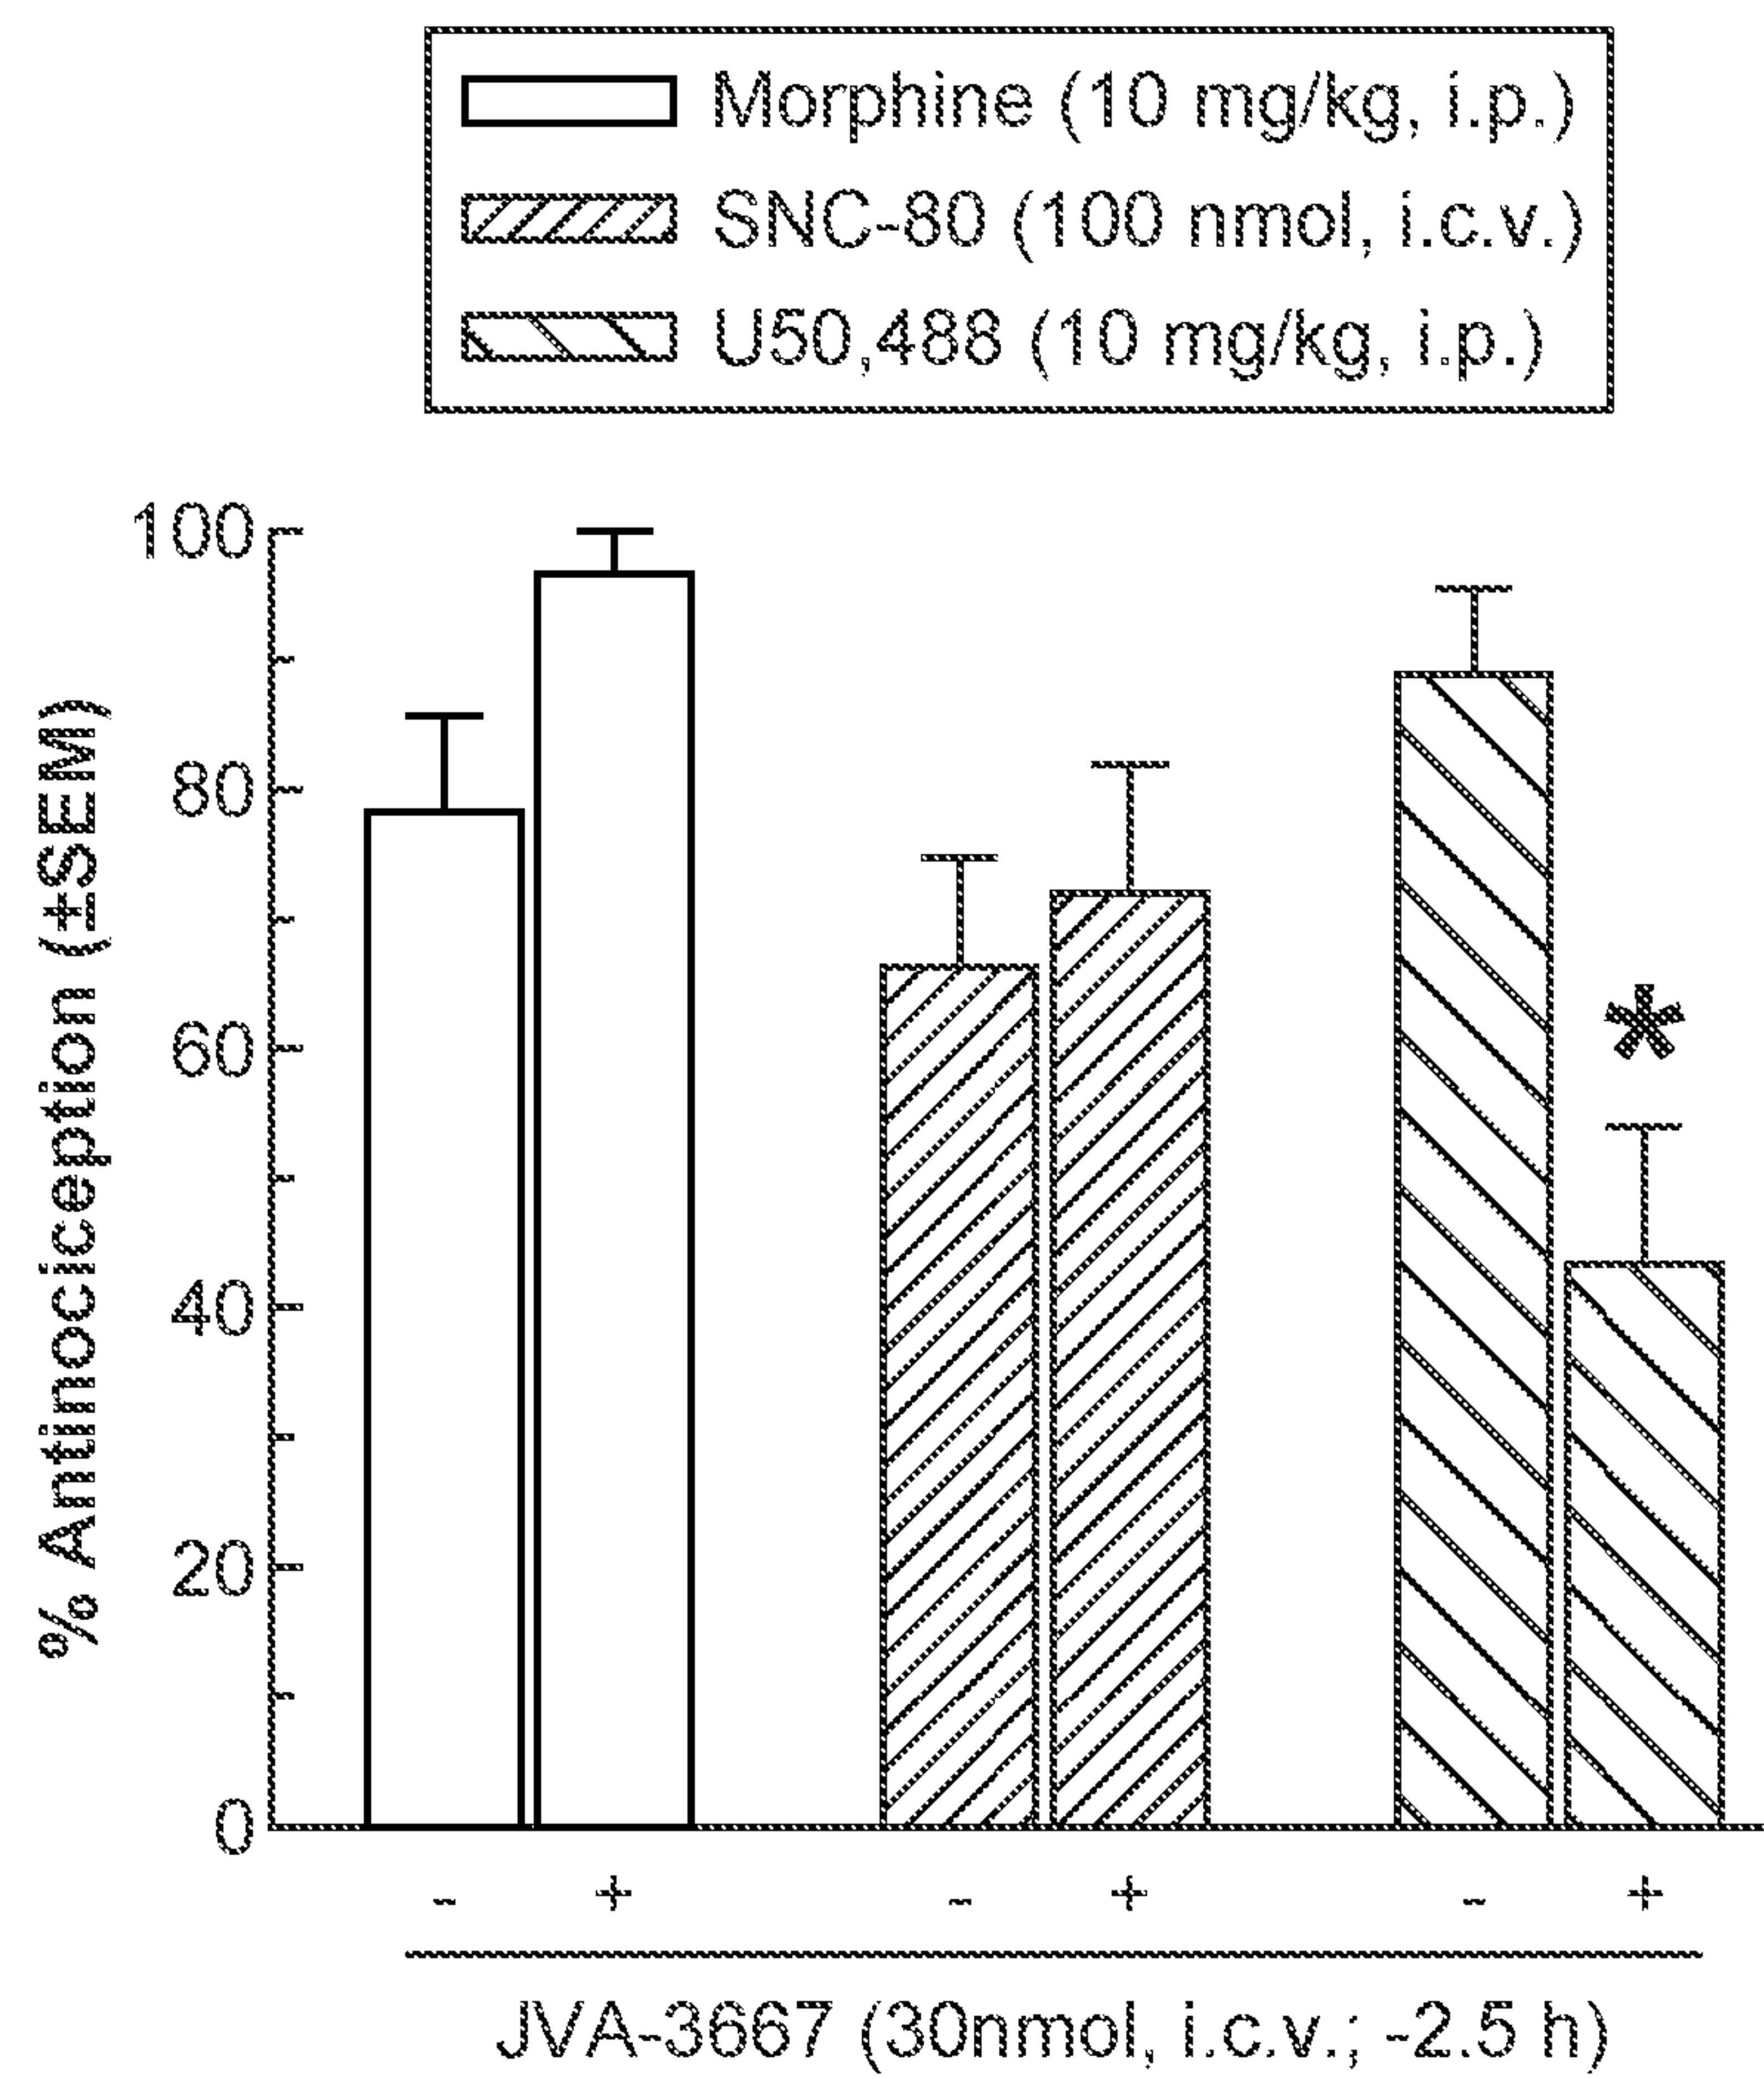 Morphine (10 mg/kg, i.p.)
SNC-80 (100 nmol, i.c.v.)
U50,488 (10 mg/kg, i.p.)
% Antinociception (±SEM)
100
80
60
40
20
0
*
- + - + - +
JVA-3667 (30nmol, i.c.v.; -2.5 h)